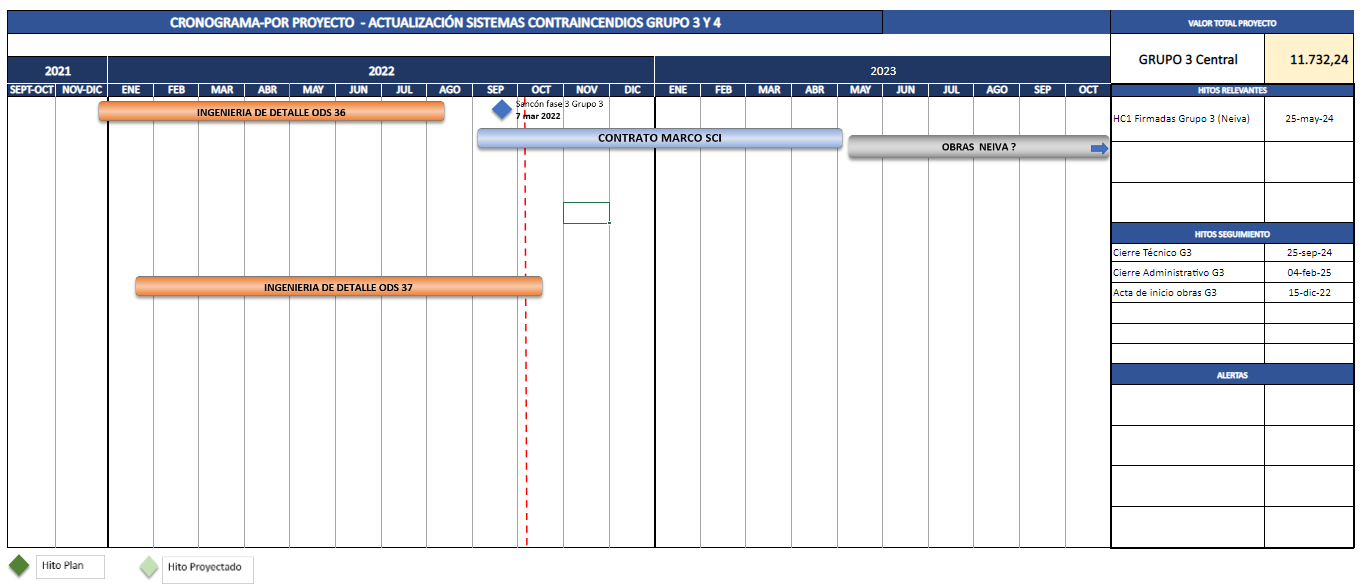 CRONOGRAMA-POR PROYECTO - ACTUALIZACIÓN SISTEMAS CONTRAINCENDIOS GRUPO 3 Y 4
VALOR TOTAL PROYECTO
GRUPO 3 Central 11.732,24
2021 2022 2023
SEPT-OCT NOV-DIC ENE FEB MAR ABR MAY JUN JUL AGO SEP OCT NOV DIC ENE FEB MAR ABR MAY JUN JUL AGO SEP OCT
HITOS RELEVANTES
INGENIERIA DE DETALLE ODS 36
Sancón fase 3 Grupo 3
7 mar 2022
HC1 Firmadas Grupo 3 (Neiva) 25-may-24
CONTRATO MARCO SCI
OBRAS NEIVA ?
HITOS SEGUIMIENTO
Cierre Técnico G3 25-sep-24
Cierre Administrativo G3 04-feb-25
INGENIERIA DE DETALLE ODS 37
Acta de inicio obras G3 15-dic-22
ALERTAS
Hito Plan
Hito Proyectado